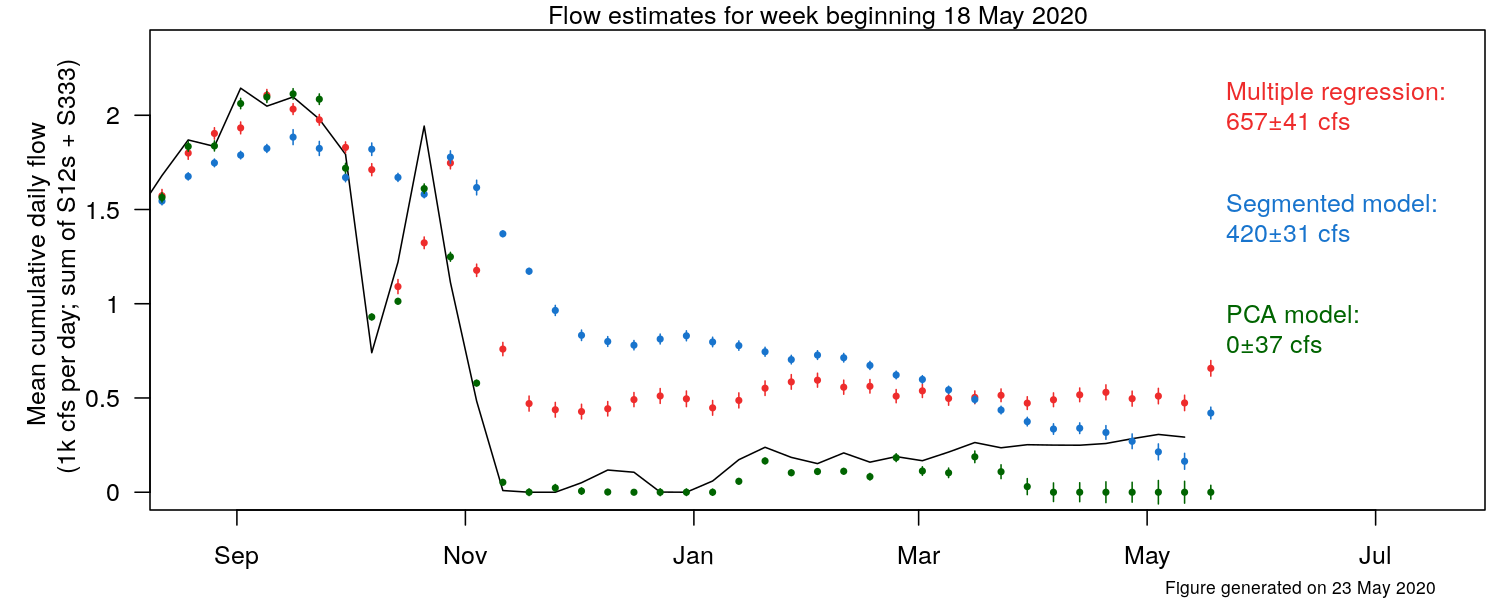 Flow estimates for week beginning 18 May 2020
Mean cumulative daily flow
(1k cfs per day; sum of S12s + S333)
2
1.5
1
0.5
0
Multiple regression:
657±41 cfs
Segmented model:
420±31 cfs
PCA model:
0±37 cfs
Sep Nov Jan Mar May Jul
Figure generated on 23 May 2020